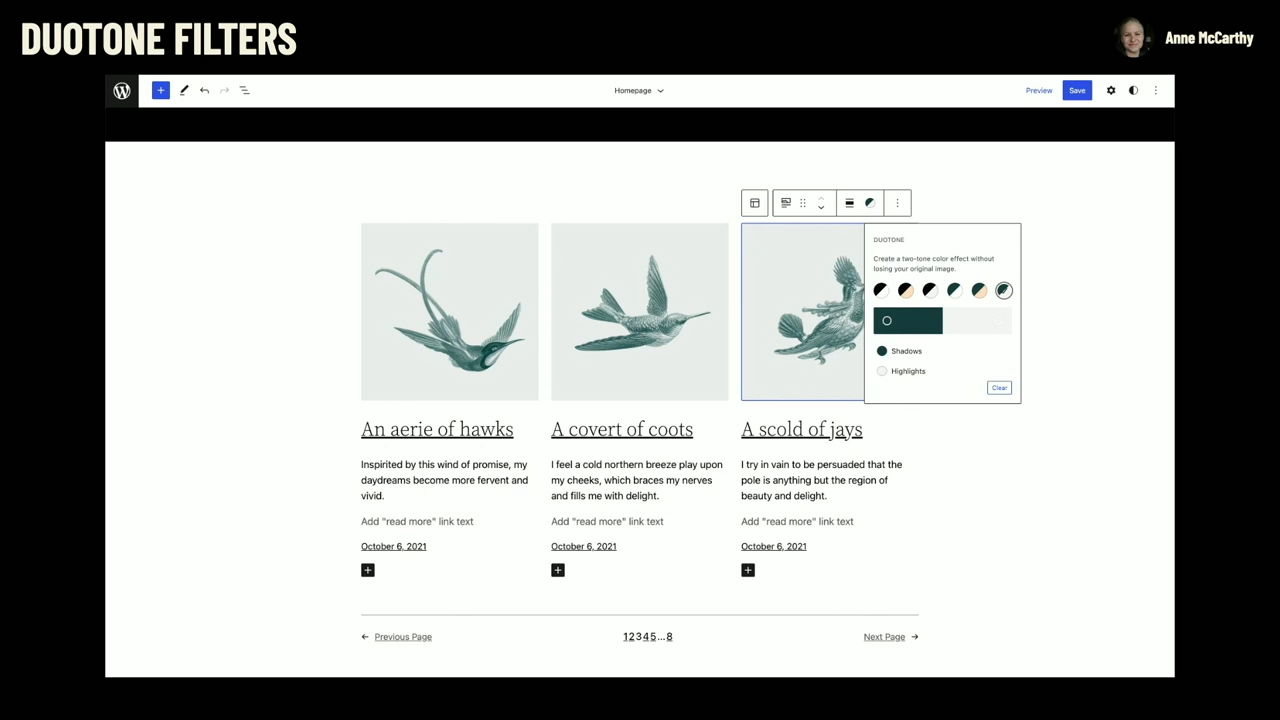 DUOTONE FILTERS
Anne McCarthy
Homepage
Preview
Save
DUOTONE
Create a two-tone color effect without
losing your original image.
Shadows
Highlights
Clear
An aerie of hawks
A covert of coots
A scold of jays
Inspirited by this wind of promise, my
daydreams become more fervent and
vivid.
I feel a cold northern breeze play upon
my cheeks, which braces my nerves
and fills me with delight.
I try in vain to be persuaded that the
pole is anything but the region of
beauty and delight.
Add "read more" link text
Add "read more" link text
Add "read more" link text
October 6, 2021
October 6, 2021
October 6, 2021
← Previous Page
12345...8
Next Page →